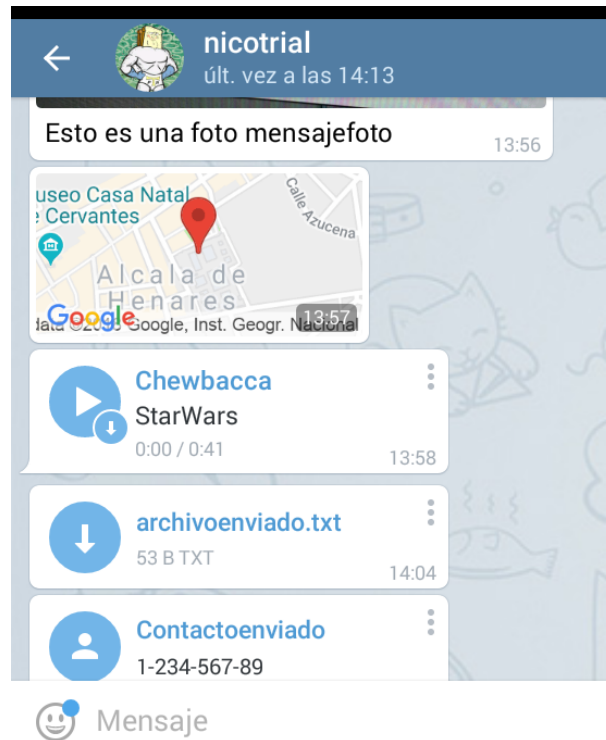 nicotrial
últ. vez a las 14:13
Esto es una foto mensajefoto
13:56
useo Casa Natal
e Cervantes
Calle Azucena
Alcala de
Henares
Google
data ©20 Google, Inst. Geogr. Nacional
13:57
Chewbacca
StarWars
0:00 / 0:41
13:58
archivoenviado.txt
53 B TXT
14:04
Contactoenviado
1-234-567-89
Mensaje